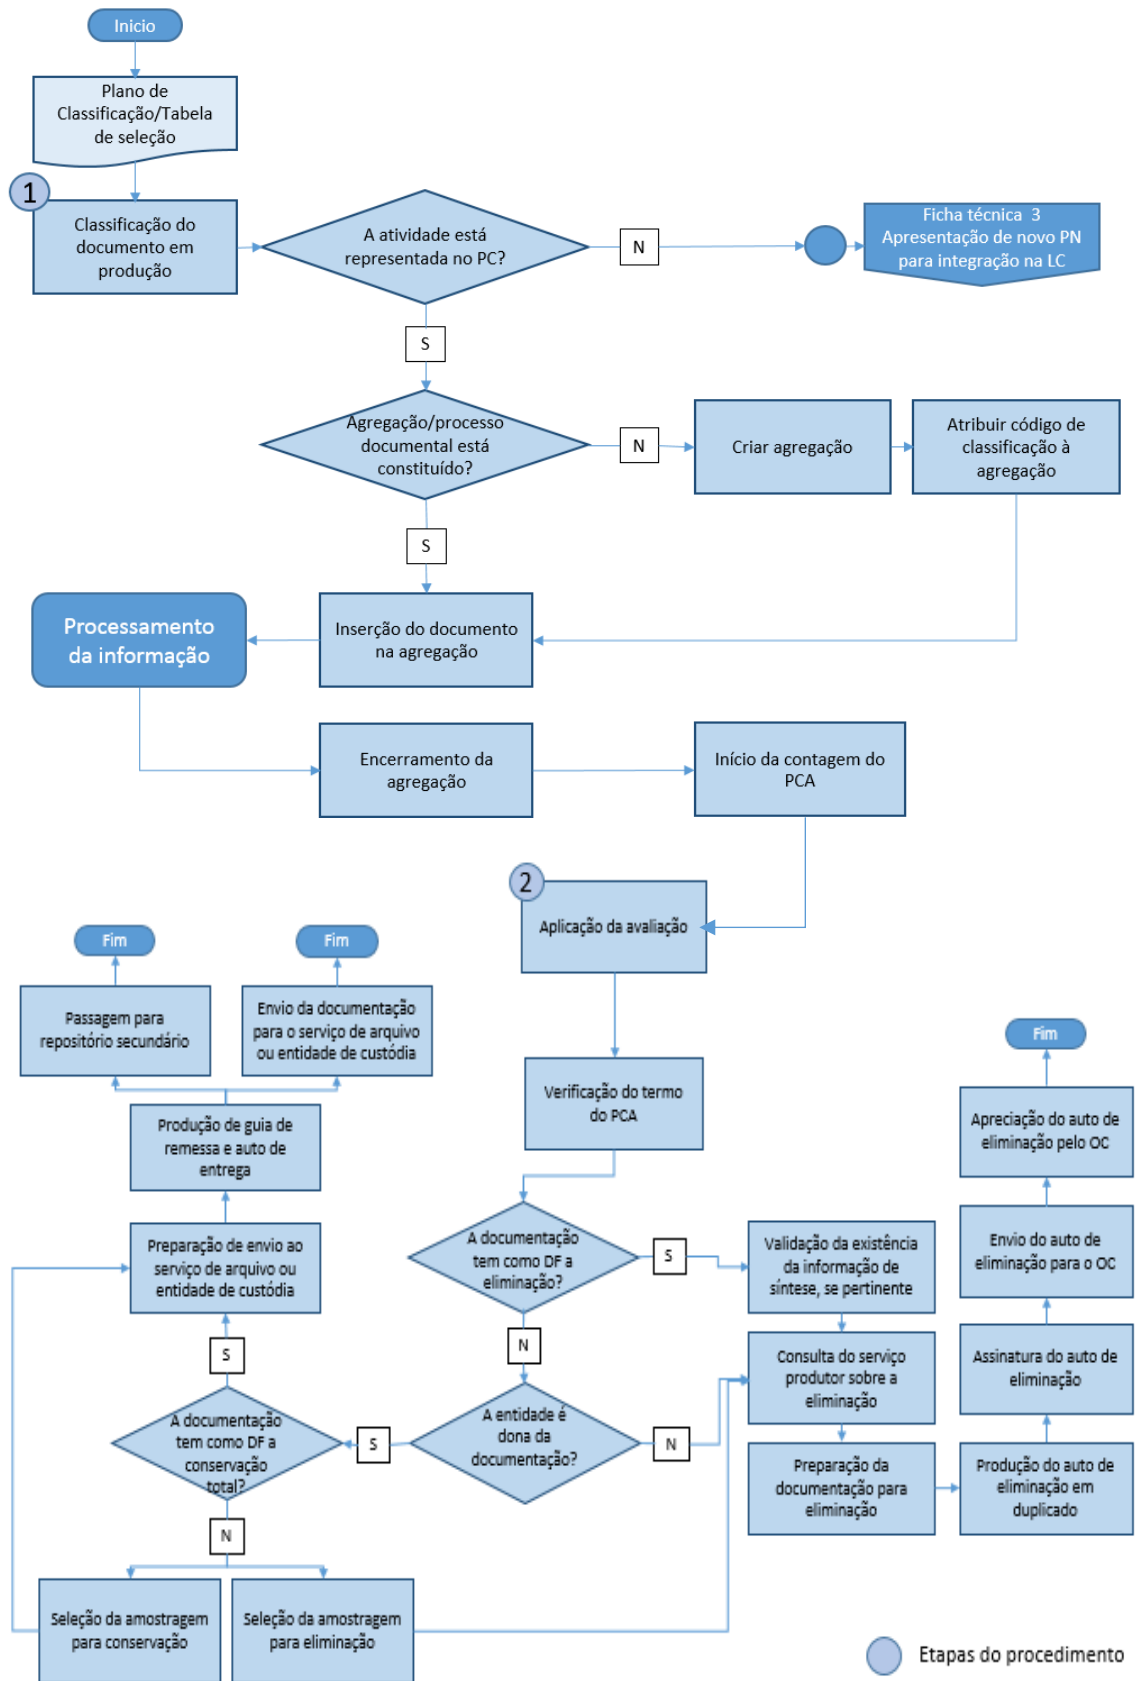 Inicio
Plano de
Classificação/Tabela
de seleção
1
Classificação do
documento em
produção
A atividade está
representada no PC?
N
Ficha técnica 3
Apresentação de novo PN
para integração na LC
S
Agregação/processo
documental está
constituído?
N
Criar agregação
Atribuir código de
classificação à
agregação
S
Processamento
da informação
Inserção do documento
na agregação
Encerramento da
agregação
Início da contagem do
PCA
2
Aplicação da avaliação
Fim
Fim
Passagem para
repositório secundário
Envio da documentação
para o serviço de arquivo
ou entidade de custódia
Fim
Verificação do termo
do PCA
Produção de guia de
remessa e auto de
entrega
Apreciação do auto de
eliminação pelo OC
Preparação de envio ao
serviço de arquivo ou
entidade de custódia
A documentação
tem como DF a
eliminação?
S
Validação da existência
da informação de
síntese, se pertinente
Envio do auto de
eliminação para o OC
S
N
Consulta do serviço
produtor sobre a
eliminação
Assinatura do auto de
eliminação
A documentação
tem como DF a
conservação
total?
S
A entidade é
dona da
documentação?
N
Preparação da
documentação para
eliminação
Produção do auto de
eliminação em
duplicado
N
Seleção da amostragem
para conservação
Seleção da amostragem
para eliminação
Etapas do procedimento